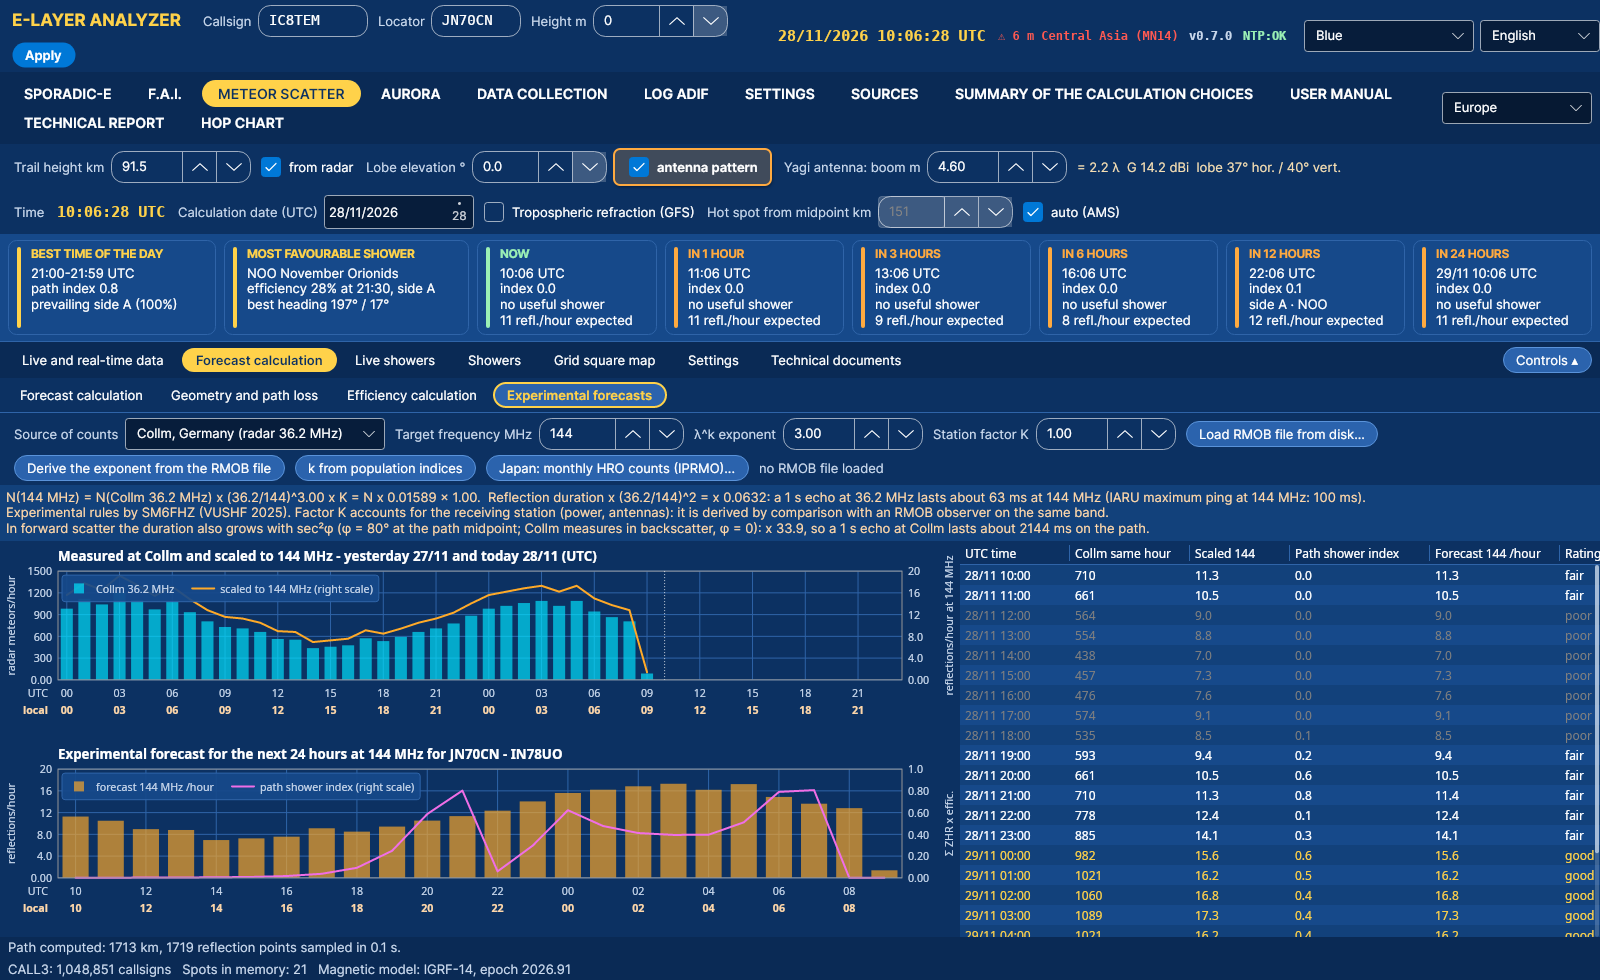 E-LAYER ANALYZER Callsign IC8TEM Locator JN70CN Height m 0
28/11/2026 10:06:28 UTC ⚠ 6 m Central Asia (MN14) v0.7.0 NTP:OK Blue English
Apply
SPORADIC-E F.A.I. METEOR SCATTER AURORA DATA COLLECTION LOG ADIF SETTINGS SOURCES SUMMARY OF THE CALCULATION CHOICES USER MANUAL
TECHNICAL REPORT HOP CHART
Europe
Trail height km 91.5 from radar Lobe elevation ° 0.0 antenna pattern Yagi antenna: boom m 4.60 = 2.2 λ G 14.2 dBi lobe 37° hor. / 40° vert.
Time 10:06:28 UTC Calculation date (UTC) 28/11/2026 28 Tropospheric refraction (GFS) Hot spot from midpoint km 151 auto (AMS)
BEST TIME OF THE DAY
21:00-21:59 UTC
path index 0.8
prevailing side A (100%)
MOST FAVOURABLE SHOWER
NOO November Orionids
efficiency 28% at 21:30, side A
best heading 197° / 17°
NOW
10:06 UTC
index 0.0
no useful shower
11 refl./hour expected
IN 1 HOUR
11:06 UTC
index 0.0
no useful shower
11 refl./hour expected
IN 3 HOURS
13:06 UTC
index 0.0
no useful shower
9 refl./hour expected
IN 6 HOURS
16:06 UTC
index 0.0
no useful shower
8 refl./hour expected
IN 12 HOURS
22:06 UTC
index 0.1
side A · NOO
12 refl./hour expected
IN 24 HOURS
29/11 10:06 UTC
index 0.0
no useful shower
11 refl./hour expected
Live and real-time data Forecast calculation Live showers Showers Grid square map Settings Technical documents Controls ▴
Forecast calculation Geometry and path loss Efficiency calculation Experimental forecasts
Source of counts Collm, Germany (radar 36.2 MHz) Target frequency MHz 144 λ^k exponent 3.00 Station factor K 1.00 Load RMOB file from disk...
Derive the exponent from the RMOB file k from population indices Japan: monthly HRO counts (IPRMO)... no RMOB file loaded
N(144 MHz) = N(Collm 36.2 MHz) x (36.2/144)^3.00 x K = N x 0.01589 × 1.00. Reflection duration x (36.2/144)^2 = x 0.0632: a 1 s echo at 36.2 MHz lasts about 63 ms at 144 MHz (IARU maximum ping at 144 MHz: 100 ms).
Experimental rules by SM6FHZ (VUSHF 2025). Factor K accounts for the receiving station (power, antennas): it is derived by comparison with an RMOB observer on the same band.
In forward scatter the duration also grows with sec²φ (φ = 80° at the path midpoint; Collm measures in backscatter, φ = 0): x 33.9, so a 1 s echo at Collm lasts about 2144 ms on the path.
Measured at Collm and scaled to 144 MHz - yesterday 27/11 and today 28/11 (UTC)
Collm 36.2 MHz scaled to 144 MHz (right scale)
radar meteors/hour
1500
1200
900
600
300
0.00
20
16
12
8.0
4.0
0.00
reflections/hour at 144 MHz
UTC 00 03 06 09 12 15 18 21 00 03 06 09 12 15 18 21
local 00 03 06 09 12 15 18 21 00 03 06 09 12 15 18 21
Experimental forecast for the next 24 hours at 144 MHz for JN70CN - IN78UO
forecast 144 MHz /hour path shower index (right scale)
reflections/hour
20
16
12
8.0
4.0
0.00
1.0
0.80
0.60
0.40
0.20
0.00
Σ ZHR x effic.
UTC 10 12 14 16 18 20 22 00 02 04 06 08
local 10 12 14 16 18 20 22 00 02 04 06 08
UTC time Collm same hour Scaled 144 Path shower index Forecast 144 /hour Rating
28/11 10:00 710 11.3 0.0 11.3 fair
28/11 11:00 661 10.5 0.0 10.5 fair
28/11 12:00 564 9.0 0.0 9.0 poor
28/11 13:00 554 8.8 0.0 8.8 poor
28/11 14:00 438 7.0 0.0 7.0 poor
28/11 15:00 457 7.3 0.0 7.3 poor
28/11 16:00 476 7.6 0.0 7.6 poor
28/11 17:00 574 9.1 0.0 9.1 poor
28/11 18:00 535 8.5 0.1 8.5 poor
28/11 19:00 593 9.4 0.2 9.4 fair
28/11 20:00 661 10.5 0.6 10.5 fair
28/11 21:00 710 11.3 0.8 11.4 fair
28/11 22:00 778 12.4 0.1 12.4 fair
28/11 23:00 885 14.1 0.3 14.1 fair
29/11 00:00 982 15.6 0.6 15.6 good
29/11 01:00 1021 16.2 0.5 16.2 good
29/11 02:00 1060 16.8 0.4 16.8 good
29/11 03:00 1089 17.3 0.4 17.3 good
29/11 04:00 1021 16.2 0.4 16.2 good
Path computed: 1713 km, 1719 reflection points sampled in 0.1 s.
CALL3: 1,048,851 callsigns Spots in memory: 21 Magnetic model: IGRF-14, epoch 2026.91